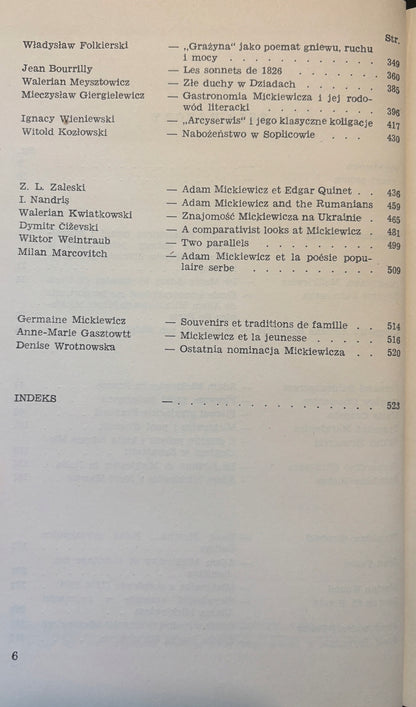 Str.
Władysław Folkierski — „Grażyna" jako poemat gniewu, ruchu
i mocy . . . . . . . . . . . . 349
Jean Bourrilly — Les sonnets de 1826 . . . . . . . 360
Walerian Meysztowicz — Złe duchy w Dziadach . . . . . . 385
Mieczysław Giergielewicz — Gastronomia Mickiewicza i jej rodo-
wód literacki . . . . . . . . . 396
Ignacy Wieniewski — „Arcyserwis" i jego klasyczne koligacje 417
Witold Kozłowski — Nabożeństwo w Soplicowie . . . 430
Z. L. Zaleski — Adam Mickiewicz et Edgar Quinet . . 436
I. Nandriş — Adam Mickiewicz and the Rumanians 459
Walerian Kwiatkowski — Znajomość Mickiewicza na Ukrainie . 465
Dymitr Čiževski — A comparativist looks at Mickiewicz . 481
Wiktor Weintraub — Two parallels . . . . . . . . 499
Milan Marcovitch — Adam Mickiewicz et la poésie popu-
laire serbe . . . . . . . . . 509
Germaine Mickiewicz — Souvenirs et traditions de famille . . 514
Anne-Marie Gasztowtt — Mickiewicz et la jeunesse . . . . . 516
Denise Wrotnowska — Ostatnia nominacja Mickiewicza . . 520
INDEKS — . . . . . . . . . . . . . . . . 523
6